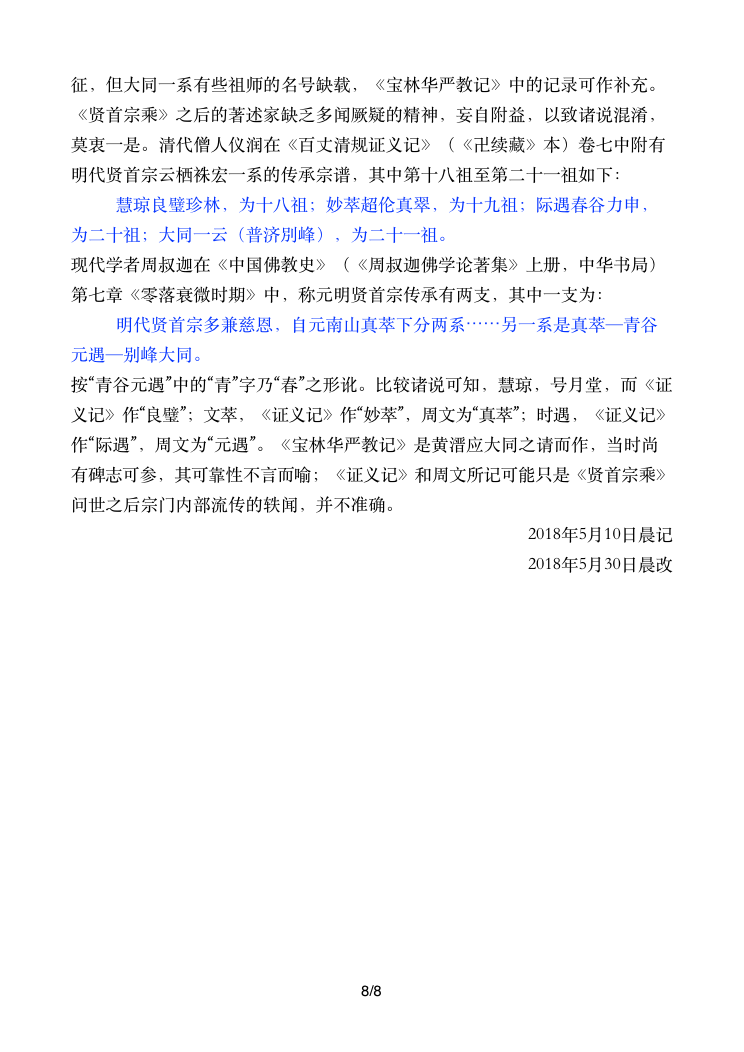 征，但大同一系有些祖师的名号缺载，《宝林华严教记》中的记录可作补充。
《贤首宗乘》之后的著述家缺乏多闻厥疑的精神，妄自附益，以致诸说混淆，
莫衷一是。清代僧人仪润在《百丈清规证义记》（《卍续藏》本）卷七中附有
明代贤首宗云栖袾宏一系的传承宗谱，其中第十八祖至第二十一祖如下：
慧琼良璧珍林，为十八祖；妙萃超伦真翠，为十九祖；际遇春谷力申，
为二十祖；大同一云（普济別峰），为二十一祖。
现代学者周叔迦在《中国佛教史》（《周叔迦佛学论著集》上册，中华书局）
第七章《零落衰微时期》中，称元明贤首宗传承有两支，其中一支为：
明代贤首宗多兼慈恩，自元南山真萃下分两系……另一系是真萃—青谷
元遇—别峰大同。
按“青谷元遇”中的“青”字乃“春”之形讹。比较诸说可知，慧琼，号月堂，而《证
义记》作“良璧”；文萃，《证义记》作“妙萃”，周文为“真萃”；时遇，《证义记》
作“际遇”，周文为“元遇”。《宝林华严教记》是黄溍应大同之请而作，当时尚
有碑志可参，其可靠性不言而喻；《证义记》和周文所记可能只是《贤首宗乘》
问世之后宗门内部流传的轶闻，并不准确。
2018年5月10日晨记
2018年5月30日晨改
8/8